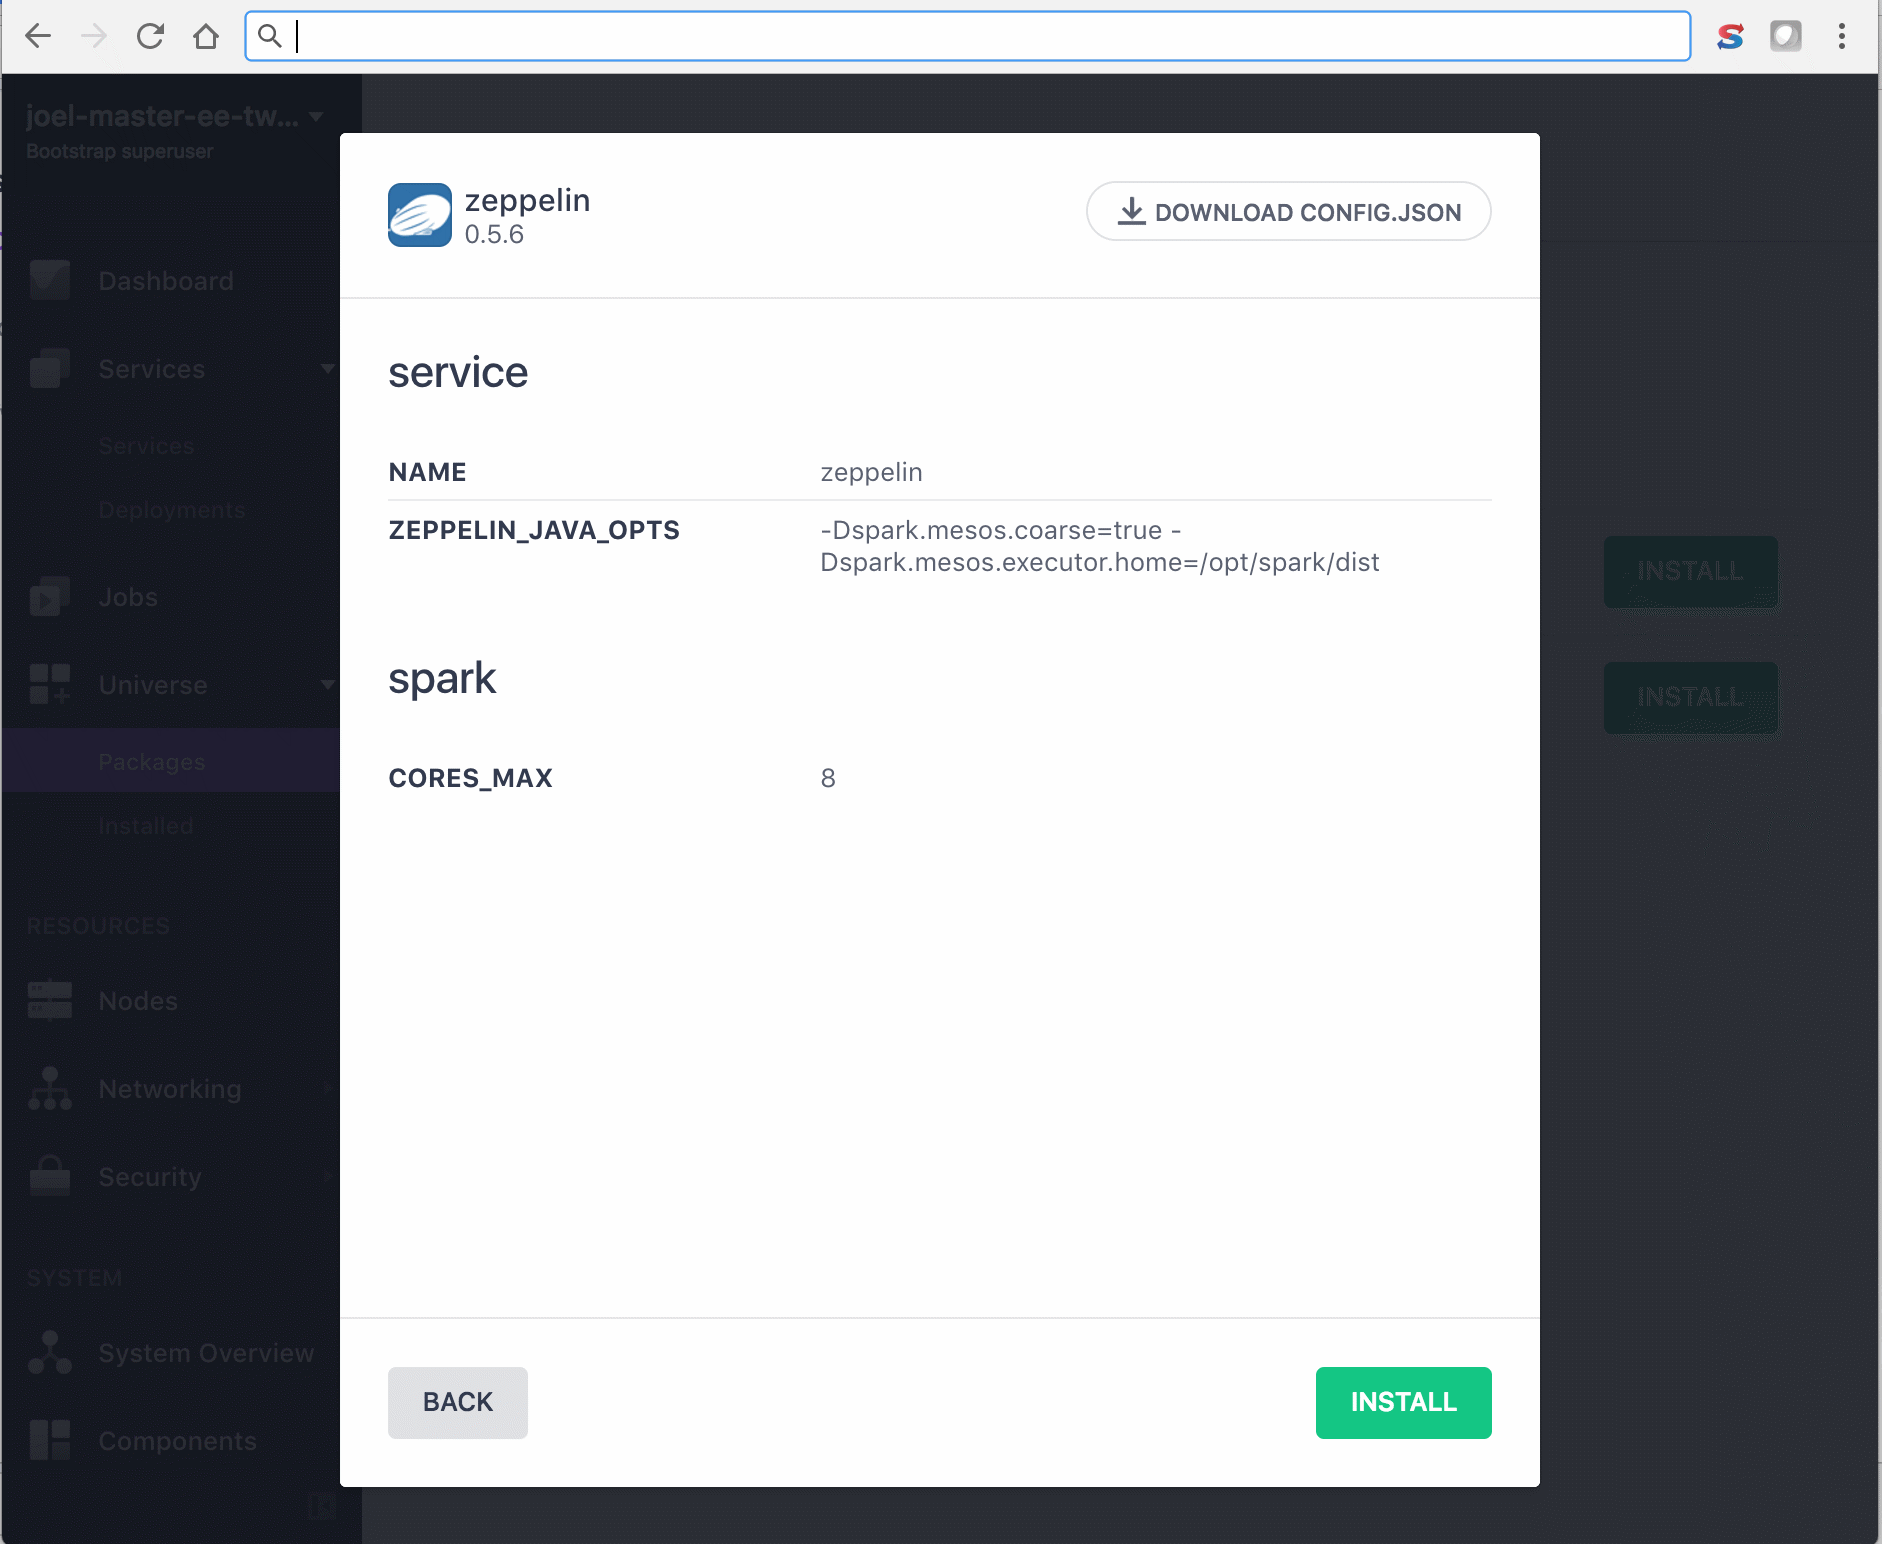 joel-master-ee-tw...
Bootstrap superuser
Dashboard
Services
Services
Deployments
Jobs
Universe
Packages
Installed
RESOURCES
Nodes
Networking
Security
SYSTEM
System Overview
Components
zeppelin
0.5.6
DOWNLOAD CONFIG.JSON
service
NAME zeppelin
ZEPPELIN_JAVA_OPTS -Dspark.mesos.coarse=true -
Dspark.mesos.executor.home=/opt/spark/dist
spark
CORES_MAX 8
BACK INSTALL
INSTALL
INSTALL